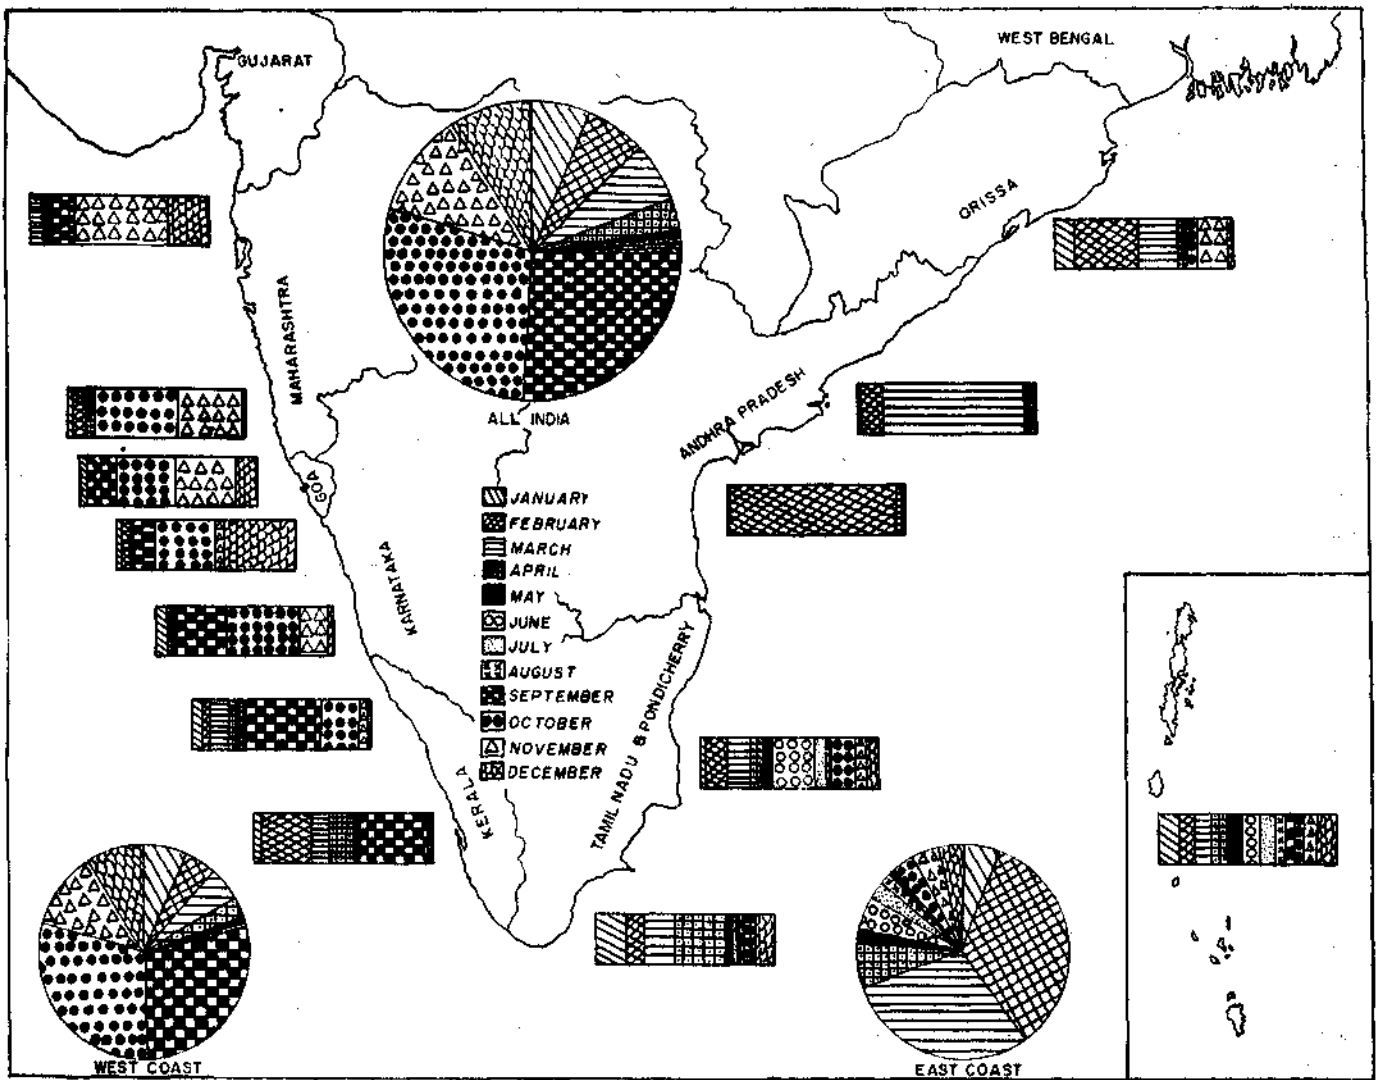 WEST BENGAL
GUJARAT
ORISSA
MAHARASHTRA
ALL INDIA
ANDHRA PRADESH
GOA
JANUARY
FEBRUARY
MARCH
APRIL
MAY
JUNE
JULY
AUGUST
SEPTEMBER
OCTOBER
NOVEMBER
DECEMBER
KARNATAKA
KERALA
TAMIL NADU & PONDICHERRY
WEST COAST
EAST COAST